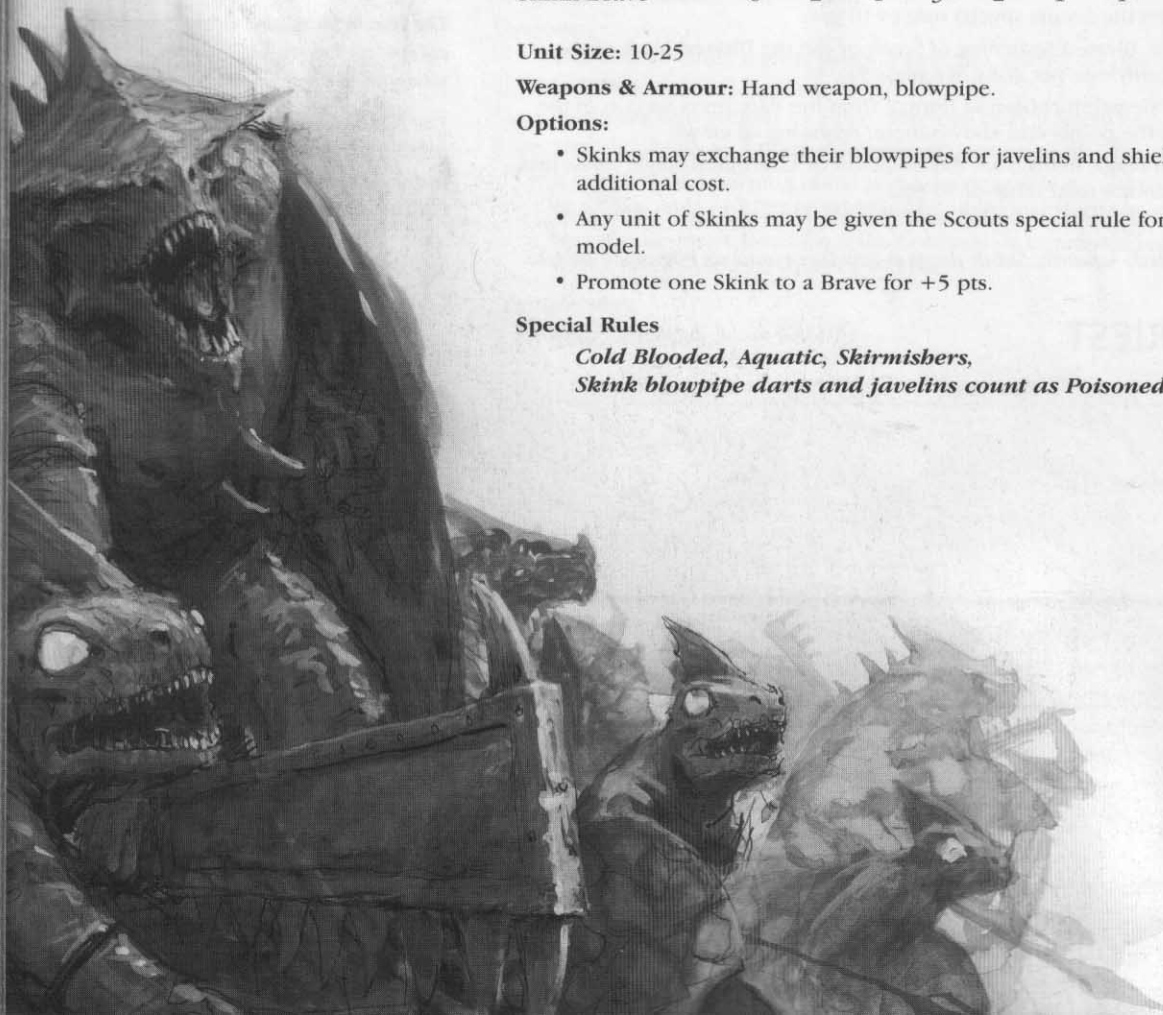 Unit Size: 10-25
Weapons & Armour: Hand weapon, blowpipe.
Options:
• Skinks may exchange their blowpipes for javelins and shiel
additional cost.
• Any unit of Skinks may be given the Scouts special rule for
model.
• Promote one Skink to a Brave for +5 pts.
Special Rules
Cold Blooded, Aquatic, Skirmishers,
Skink blowpipe darts and javelins count as Poisoned